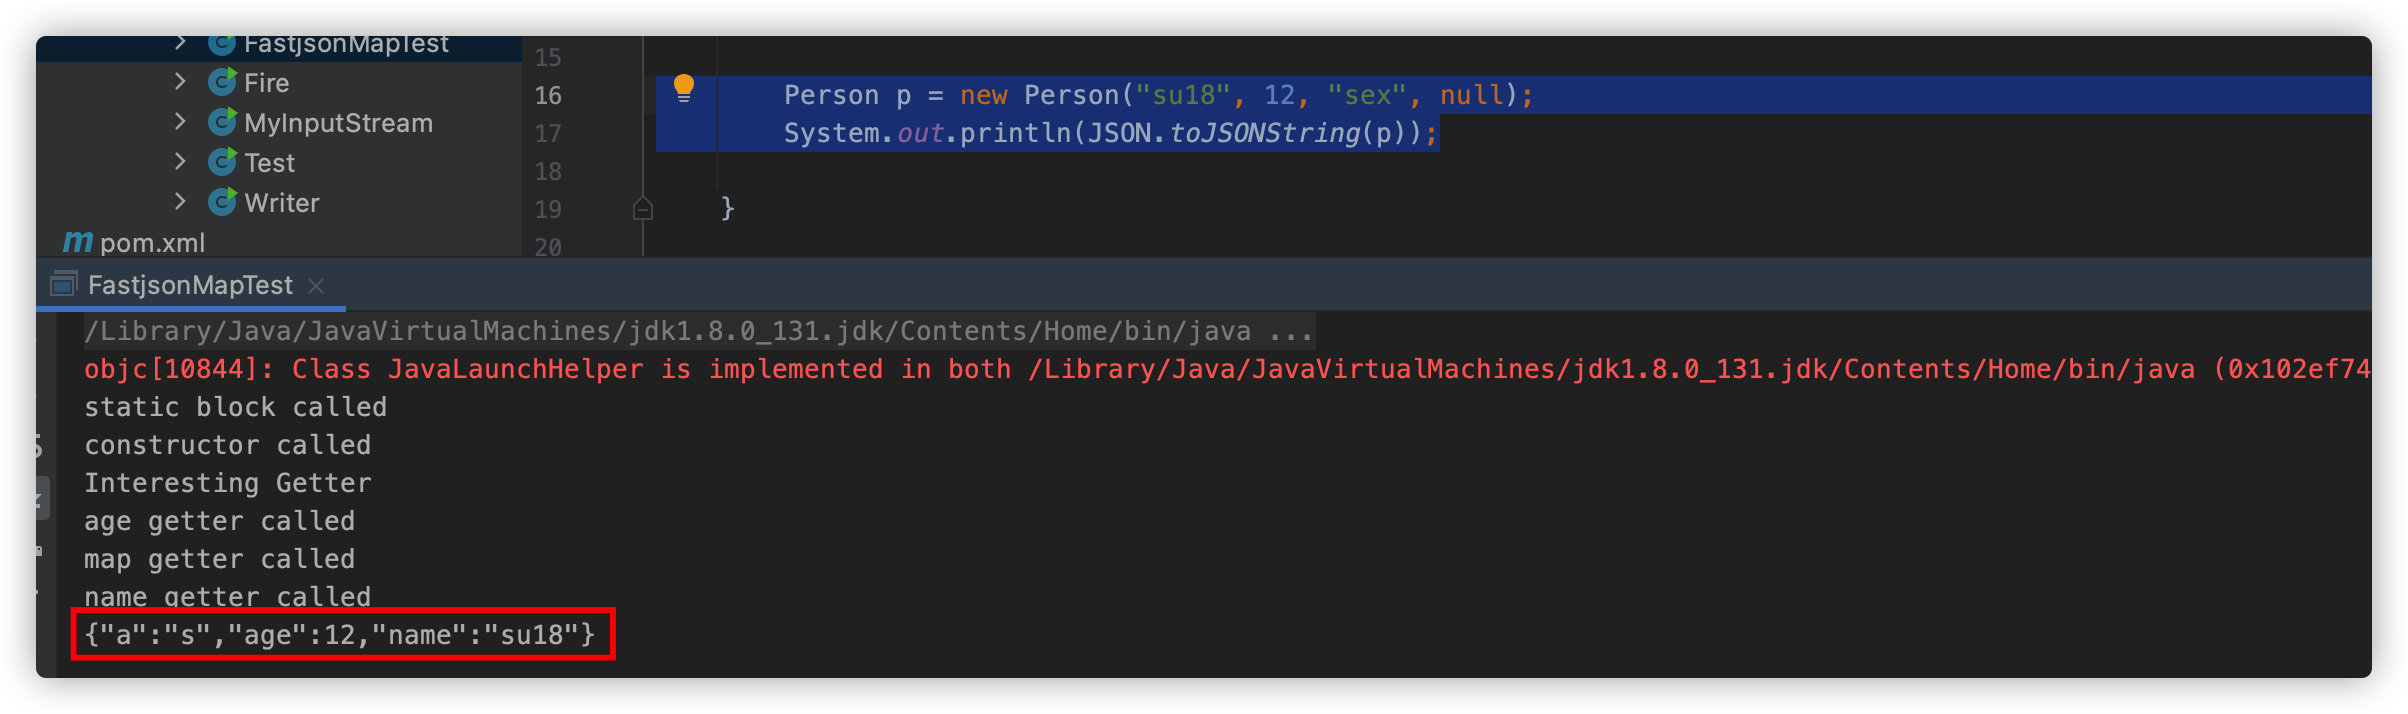 FastjsonMapTest
Fire
MyInputStream
Test
Writer
pom.xml
15
16 Person p = new Person("su18", 12, "sex", null);
17 System.out.println(JSON.toJSONString(p));
18
19 }
20
FastjsonMapTest
/Library/Java/JavaVirtualMachines/jdk1.8.0_131.jdk/Contents/Home/bin/java ...
objc[10844]: Class JavaLaunchHelper is implemented in both /Library/Java/JavaVirtualMachines/jdk1.8.0_131.jdk/Contents/Home/bin/java (0x102ef74
static block called
constructor called
Interesting Getter
age getter called
map getter called
name getter called
{"a":"s","age":12,"name":"su18"}